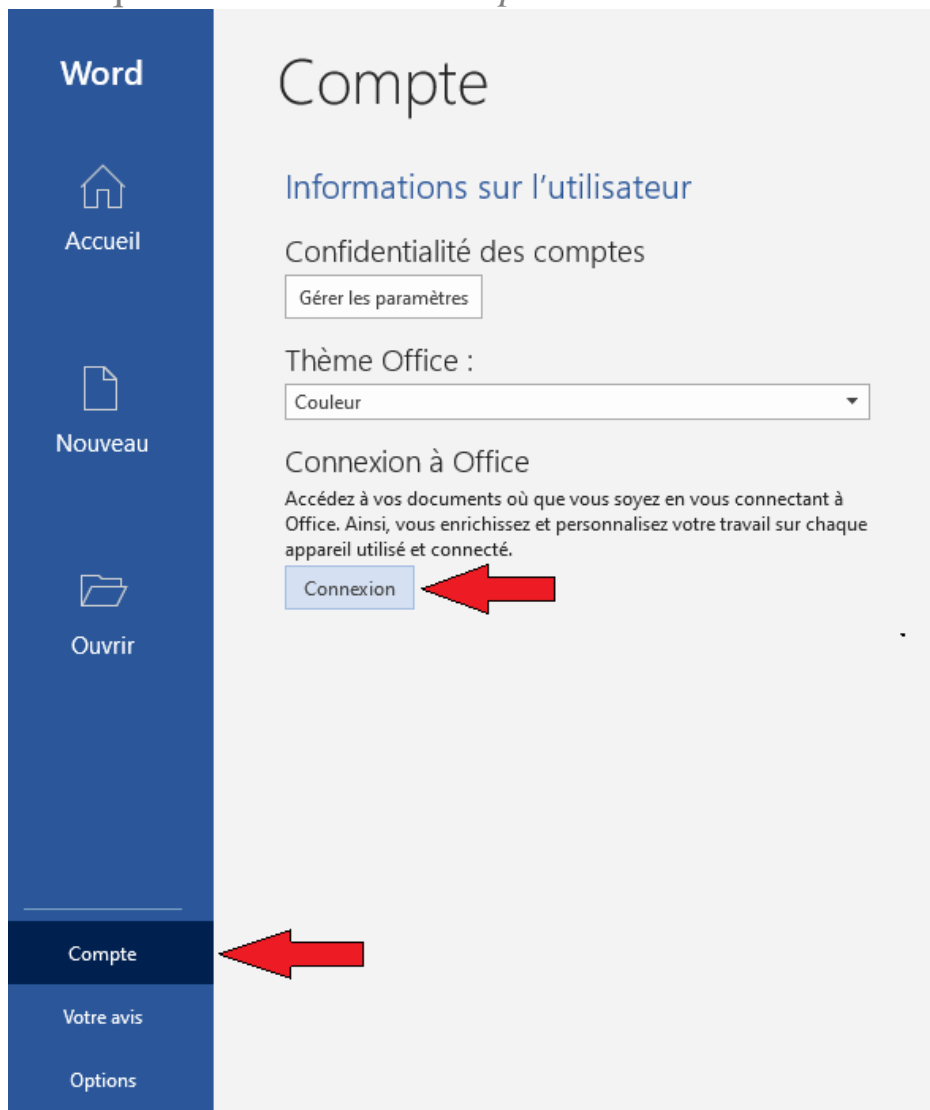 Word
Accueil
Nouveau
Ouvrir
Compte
Votre avis
Options
Compte
Informations sur l’utilisateur
Confidentialité des comptes
Gérer les paramètres
Thème Office :
Couleur
Connexion à Office
Accédez à vos documents où que vous soyez en vous connectant à
Office. Ainsi, vous enrichissez et personnalisez votre travail sur chaque
appareil utilisé et connecté.
Connexion